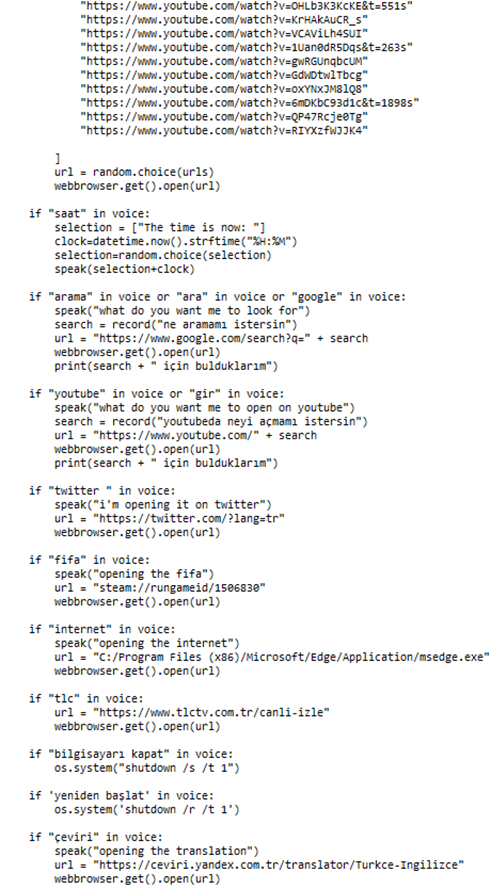 "https://www.youtube.com/watch?v=OHLb3K3KcKE&t=551s"
"https://www.youtube.com/watch?v=KrHAkAuCR_s"
"https://www.youtube.com/watch?v=VCAViLh4SUI"
"https://www.youtube.com/watch?v=1Uan0dR5Dqs&t=263s"
"https://www.youtube.com/watch?v=gwRGUnqbcUM"
"https://www.youtube.com/watch?v=GdWDtwlTbcg"
"https://www.youtube.com/watch?v=oxYNxJM8lQ8"
"https://www.youtube.com/watch?v=6mDKbC93d1c&t=1898s"
"https://www.youtube.com/watch?v=QP47Rcje0Tg"
"https://www.youtube.com/watch?v=RIYXzfWJJK4"
]
url = random.choice(urls)
webbrowser.get().open(url)
if "saat" in voice:
selection = ["The time is now: "]
clock=datetime.now().strftime("%H:%M")
selection=random.choice(selection)
speak(selection+clock)
if "arama" in voice or "ara" in voice or "google" in voice:
speak("what do you want me to look for")
search = record("ne aramamı istersin")
url = "https://www.google.com/search?q=" + search
webbrowser.get().open(url)
print(search + " için bulduklarım")
if "youtube" in voice or "gir" in voice:
speak("what do you want me to open on youtube")
search = record("youtubeda neyi açmamı istersin")
url = "https://www.youtube.com/" + search
webbrowser.get().open(url)
print(search + " için bulduklarım")
if "twitter " in voice:
speak("i'm opening it on twitter")
url = "https://twitter.com/?lang=tr"
webbrowser.get().open(url)
if "fifa" in voice:
speak("opening the fifa")
url = "steam://rungameid/1506830"
webbrowser.get().open(url)
if "internet" in voice:
speak("opening the internet")
url = "C:/Program Files (x86)/Microsoft/Edge/Application/msedge.exe"
webbrowser.get().open(url)
if "tlc" in voice:
url = "https://www.tlctv.com.tr/canli-izle"
webbrowser.get().open(url)
if "bilgisayarı kapat" in voice:
os.system("shutdown /s /t 1")
if 'yeniden başlat' in voice:
os.system('shutdown /r /t 1')
if "çeviri" in voice:
speak("opening the translation")
url = "https://ceviri.yandex.com.tr/translator/Turkce-Ingilizce"
webbrowser.get().open(url)